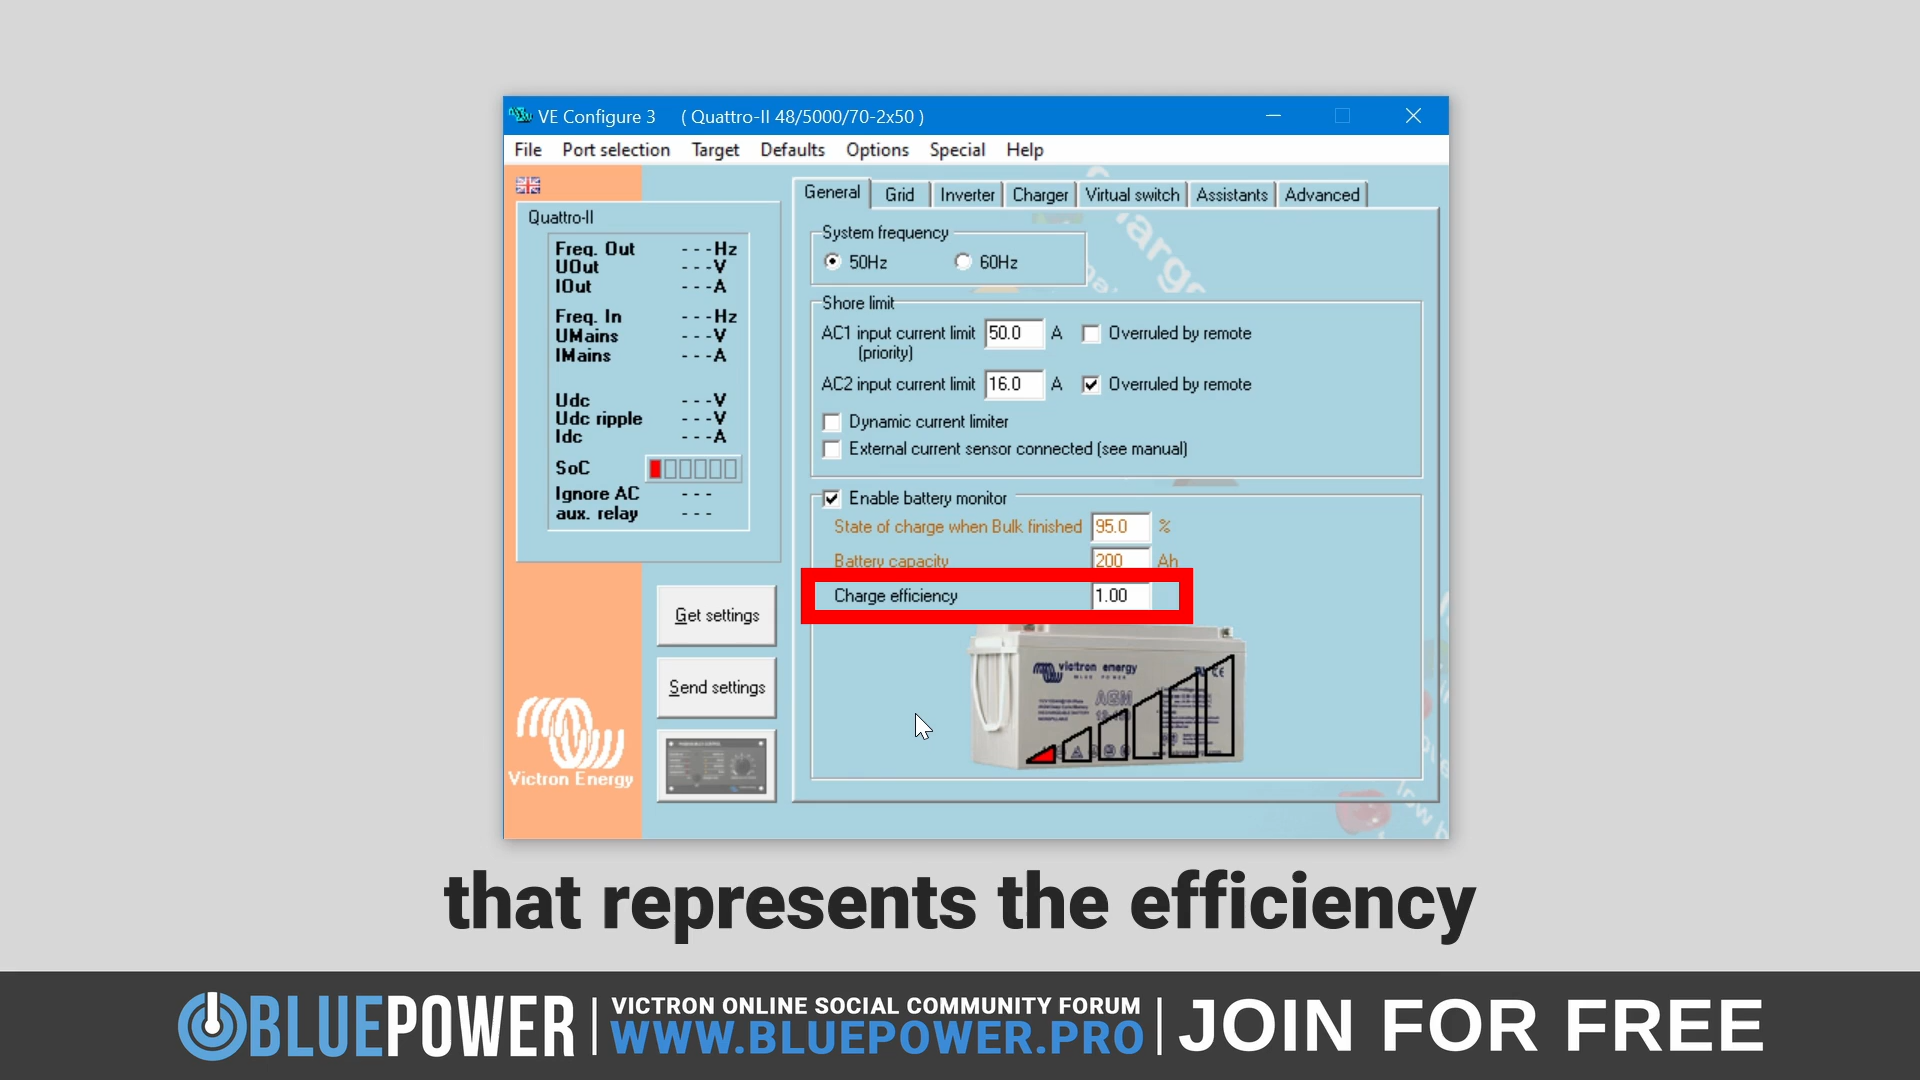 VE Configure 3 ( Quattro-II 48/5000/70-2x50 )
File Port selection Target Defaults Options Special Help
General Grid Inverter Charger Virtual switch Assistants Advanced
Quattro-II
Freq. Out - - -Hz
UOut - - -V
IOut - - -A
Freq. In - - -Hz
UMains - - -V
IMains - - -A
Udc - - -V
Udc ripple - - -V
Idc - - -A
SoC
Ignore AC - - -
aux. relay - - -
System frequency
50Hz 60Hz
Shore limit
AC1 input current limit 50.0 A Overruled by remote
(priority)
AC2 input current limit 16.0 A Overruled by remote
Dynamic current limiter
External current sensor connected (see manual)
Enable battery monitor
State of charge when Bulk finished 95.0 %
Battery capacity 200 Ah
Charge efficiency 1.00
Get settings
Send settings
Victron Energy
victron energy
BLUE POWER
AGM
that represents the efficiency
BLUEPOWER
VICTRON ONLINE SOCIAL COMMUNITY FORUM
WWW.BLUEPOWER.PRO
JOIN FOR FREE